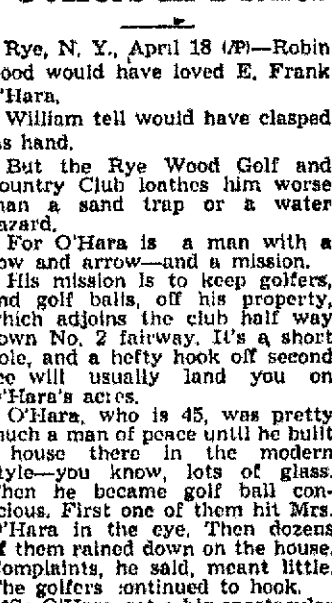 Rye, N. Y., April 18 (AP)—Robin
ood would have loved E. Frank
'Hara.
William tell would have clasped
is hand.
But the Rye Wood Golf and
ountry Club loathes him worse
han a sand trap or a water
azard.
For O'Hara is a man with a
ow and arrow—and a mission.
His mission is to keep golfers,
nd golf balls, off his property,
which adjoins the club half way
own No. 2 fairway. It's a short
ole, and a hefty hook off second
ee will usually land you on
O'Hara's acres.
O'Hara, who is 45, was pretty
much a man of peace until he built
house there in the modern
tyle—you know, lots of glass.
Then he became golf ball con-
cious. First one of them hit Mrs.
O'Hara in the eye. Then dozens
f them rained down on the house.
Complaints, he said, meant little.
The golfers continued to hook.